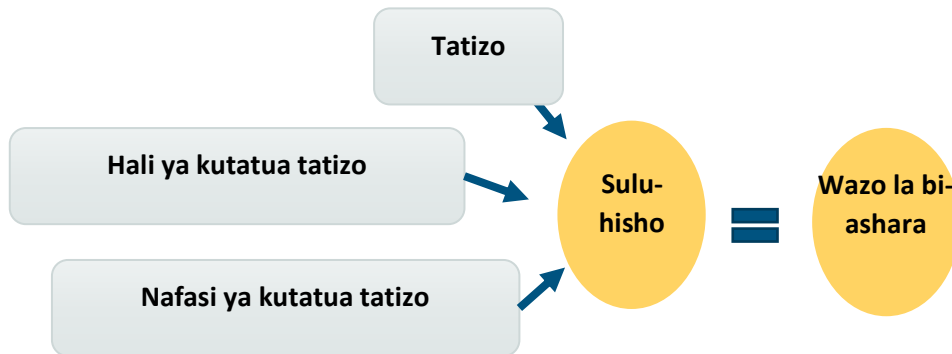 Tatizo
Hali ya kutatua tatizo
Nafasi ya kutatua tatizo
Sulu-
hisho
Wazo la bi-
ashara